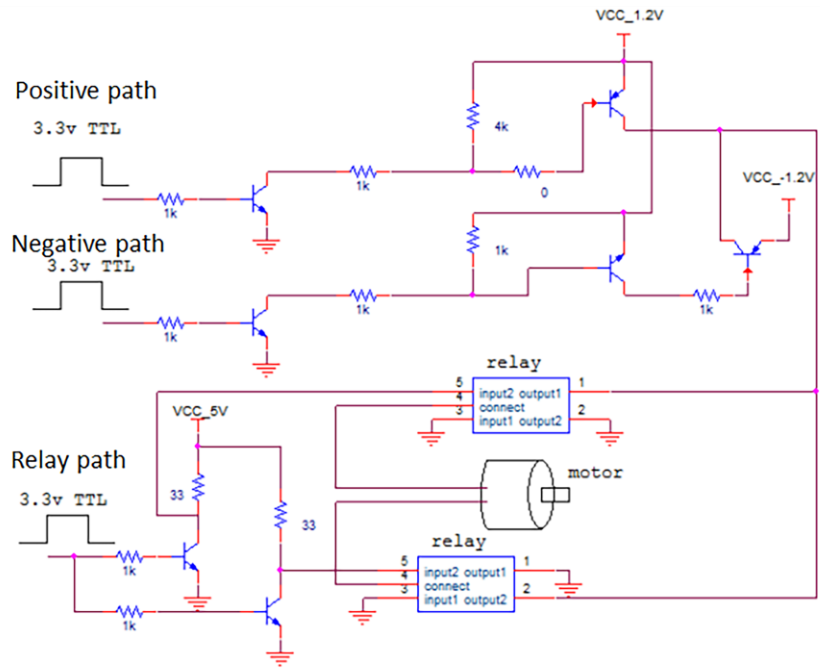 VCC_1.2V
Positive path
3.3v TTL
4k
1k
1k
0
VCC_-1.2V
Negative path
3.3v TTL
1k
1k
1k
1k
relay
5 input2 output1 1
4 connect
3 input1 output2 2
VCC_5V
Relay path
3.3v TTL
33
33
motor
1k
1k
relay
5 input2 output1 1
4 connect
3 input1 output2 2